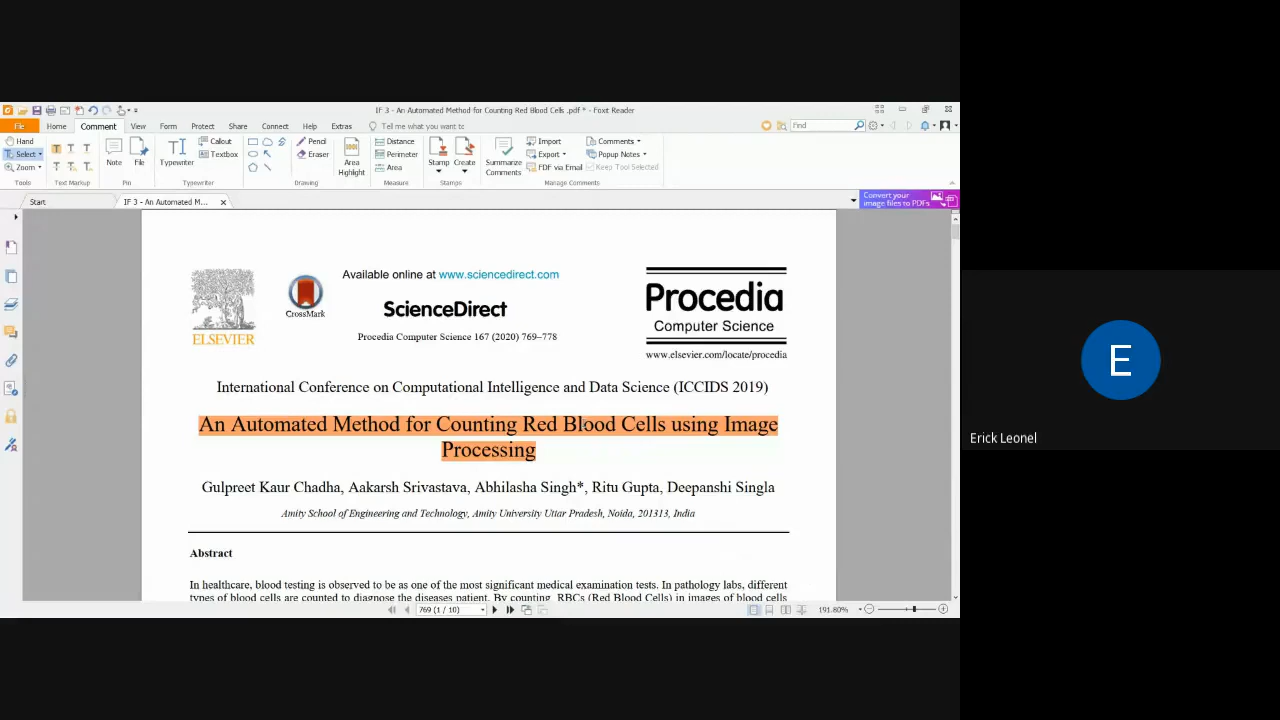 IF 3 - An Automated Method for Counting Red Blood Cells .pdf * - Foxit Reader
File Home Comment View Form Protect Share Connect Help Extras Tell me what you want to Find
Hand
Select
Zoom
Tools
Text Markup
Note
File
Pin
Typewriter
Callout
Textbox
Typewriter
Pencil
Eraser
Drawing
Area
Highlight
Distance
Perimeter
Area
Measure
Stamp
Create
Stamps
Summarize
Comments
Import
Export
FDF via Email
Comments
Popup Notes
Keep Tool Selected
Manage Comments
Start
IF 3 - An Automated M...
Convert your
image files to PDFs
Available online at www.sciencedirect.com
ScienceDirect
Procedia Computer Science 167 (2020) 769–778
ELSEVIER
CrossMark
Procedia
Computer Science
www.elsevier.com/locate/procedia
International Conference on Computational Intelligence and Data Science (ICCIDS 2019)
An Automated Method for Counting Red Blood Cells using Image
Processing
Gulpreet Kaur Chadha, Aakarsh Srivastava, Abhilasha Singh*, Ritu Gupta, Deepanshi Singla
Amity School of Engineering and Technology, Amity University Uttar Pradesh, Noida, 201313, India
Abstract
In healthcare, blood testing is observed to be as one of the most significant medical examination tests. In pathology labs, different
types of blood cells are counted to diagnose the diseases patient. By counting RBCs (Red Blood Cells) in images of blood cells
769 (1 / 10)
191.80%
E
Erick Leonel